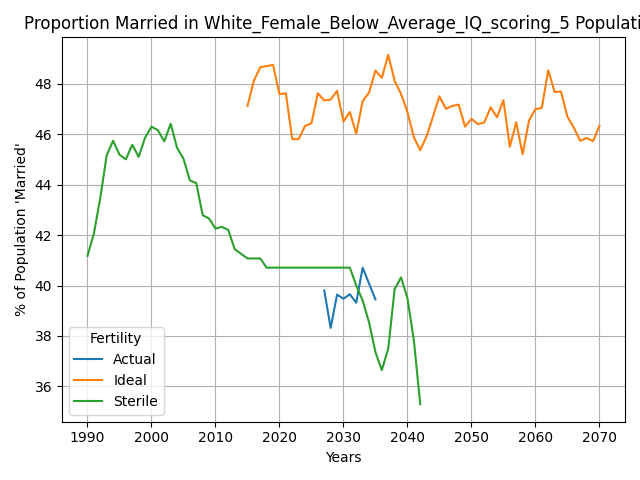 Proportion Married in White_Female_Below_Average_IQ_scoring_5 Populati
% of Population 'Married'
48
46
44
42
40
38
36
Fertility
Actual
Ideal
Sterile
1990 2000 2010 2020 2030 2040 2050 2060 2070
Years